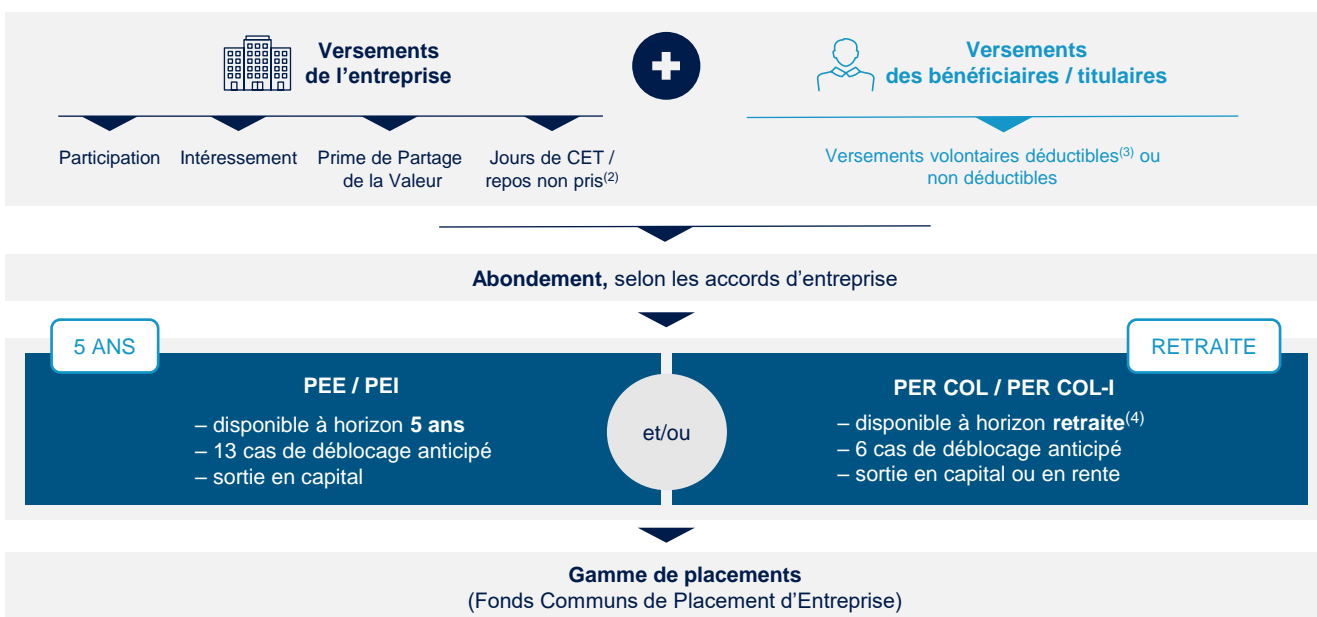 Versements
de l’entreprise
Versements
des bénéficiaires / titulaires
Participation
Intéressement
Prime de Partage
de la Valeur
Jours de CET /
repos non pris(2)
Versements volontaires déductibles(3) ou
non déductibles
Abondement, selon les accords d’entreprise
5 ANS
PEE / PEI
– disponible à horizon 5 ans
– 13 cas de déblocage anticipé
– sortie en capital
et/ou
RETRAITE
PER COL / PER COL-I
– disponible à horizon retraite(4)
– 6 cas de déblocage anticipé
– sortie en capital ou en rente
Gamme de placements
(Fonds Communs de Placement d’Entreprise)